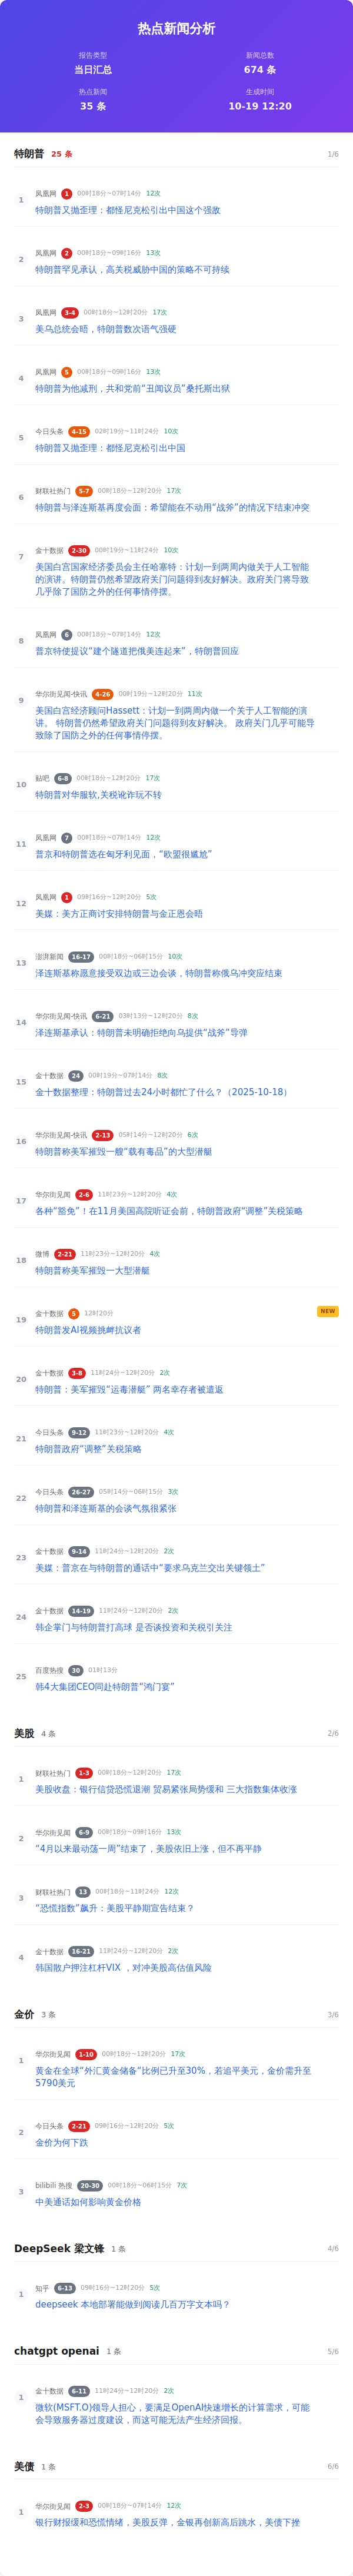 热点新闻分析
报告类型
新闻总数
当日汇总
674 条
热点新闻
生成时间
35 条
10-19 12:20
特朗普 25 条 1/6
1
凤凰网 1 00时18分~07时14分 12次
特朗普又抛歪理：都怪尼克松引出中国这个强敌
2
凤凰网 2 00时18分~09时16分 13次
特朗普罕见承认，高关税威胁中国的策略不可持续
3
凤凰网 3-4 00时18分~12时20分 17次
美乌总统会晤，特朗普数次语气强硬
4
凤凰网 5 00时18分~09时16分 13次
特朗普为他减刑，共和党前“丑闻议员”桑托斯出狱
5
今日头条 4-15 02时19分~11时24分 10次
特朗普又抛歪理：都怪尼克松引出中国
6
财联社热门 5-7 00时18分~12时20分 17次
特朗普与泽连斯基再度会面：希望能在不动用“战斧”的情况下结束冲突
7
金十数据 2-30 00时19分~11时24分 10次
美国白宫国家经济委员会主任哈塞特：计划一到两周内做关于人工智能
的演讲。特朗普仍然希望政府关门问题得到友好解决。政府关门将导致
几乎除了国防之外的任何事情停摆。
8
凤凰网 6 00时18分~07时14分 12次
普京特使提议“建个隧道把俄美连起来”，特朗普回应
9
华尔街见闻-快讯 4-26 00时19分~12时20分 11次
美国白宫经济顾问Hassett：计划一到两周内做一个关于人工智能的演
讲。 特朗普仍然希望政府关门问题得到友好解决。 政府关门几乎可能导
致除了国防之外的任何事情停摆。
10
贴吧 6-8 00时18分~12时20分 17次
特朗普对华服软,关税讹诈玩不转
11
凤凰网 7 00时18分~07时14分 12次
普京和特朗普选在匈牙利见面，“欧盟很尴尬”
12
凤凰网 1 09时16分~12时20分 5次
美媒：美方正商讨安排特朗普与金正恩会晤
13
澎湃新闻 16-17 00时18分~06时15分 10次
泽连斯基称愿意接受双边或三边会谈，特朗普称俄乌冲突应结束
14
华尔街见闻-快讯 6-21 03时13分~12时20分 8次
泽连斯基承认：特朗普未明确拒绝向乌提供“战斧”导弹
15
金十数据 24 00时19分~07时14分 8次
金十数据整理：特朗普过去24小时都忙了什么？（2025-10-18）
16
华尔街见闻-快讯 2-13 05时14分~12时20分 6次
特朗普称美军摧毁一艘“载有毒品”的大型潜艇
17
华尔街见闻 2-6 11时23分~12时20分 4次
各种“豁免”！在11月美国高院听证会前，特朗普政府“调整”关税策略
18
微博 2-21 11时23分~12时20分 4次
特朗普称美军摧毁一大型潜艇
19
金十数据 5 12时20分
NEW
特朗普发AI视频挑衅抗议者
20
金十数据 3-8 11时24分~12时20分 2次
特朗普：美军摧毁“运毒潜艇” 两名幸存者被遣返
21
今日头条 9-12 11时23分~12时20分 4次
特朗普政府“调整”关税策略
22
今日头条 26-27 05时14分~06时15分 3次
特朗普和泽连斯基的会谈气氛很紧张
23
金十数据 9-14 11时24分~12时20分 2次
美媒：普京在与特朗普的通话中“要求乌克兰交出关键领土”
24
金十数据 14-19 11时24分~12时20分 2次
韩企掌门与特朗普打高球 是否谈投资和关税引关注
25
百度热搜 30 01时13分
韩4大集团CEO同赴特朗普“鸿门宴”
美股 4 条 2/6
1
财联社热门 1-3 00时18分~12时20分 17次
美股收盘：银行信贷恐慌退潮 贸易紧张局势缓和 三大指数集体收涨
2
华尔街见闻 6-9 00时18分~09时16分 13次
“4月以来最动荡一周”结束了，美股依旧上涨，但不再平静
3
财联社热门 13 00时18分~11时24分 12次
“恐慌指数”飙升：美股平静期宣告结束？
4
金十数据 16-21 11时24分~12时20分 2次
韩国散户押注杠杆VIX ，对冲美股高估值风险
金价 3 条 3/6
1
华尔街见闻 1-10 00时18分~12时20分 17次
黄金在全球“外汇黄金储备”比例已升至30%，若追平美元，金价需升至
5790美元
2
今日头条 2-21 09时16分~12时20分 5次
金价为何下跌
3
bilibili 热搜 20-30 00时18分~06时15分 7次
中美通话如何影响黄金价格
DeepSeek 梁文锋 1 条 4/6
1
知乎 6-13 09时16分~12时20分 5次
deepseek 本地部署能做到阅读几百万字文本吗？
chatgpt openai 1 条 5/6
1
金十数据 6-11 11时24分~12时20分 2次
微软(MSFT.O)领导人担心，要满足OpenAI快速增长的计算需求，可能
会导致服务器过度建设，而这可能无法产生经济回报。
美债 1 条 6/6
1
华尔街见闻 2-3 00时18分~07时14分 12次
银行财报缓和恐慌情绪，美股反弹，金银再创新高后跳水，美债下挫